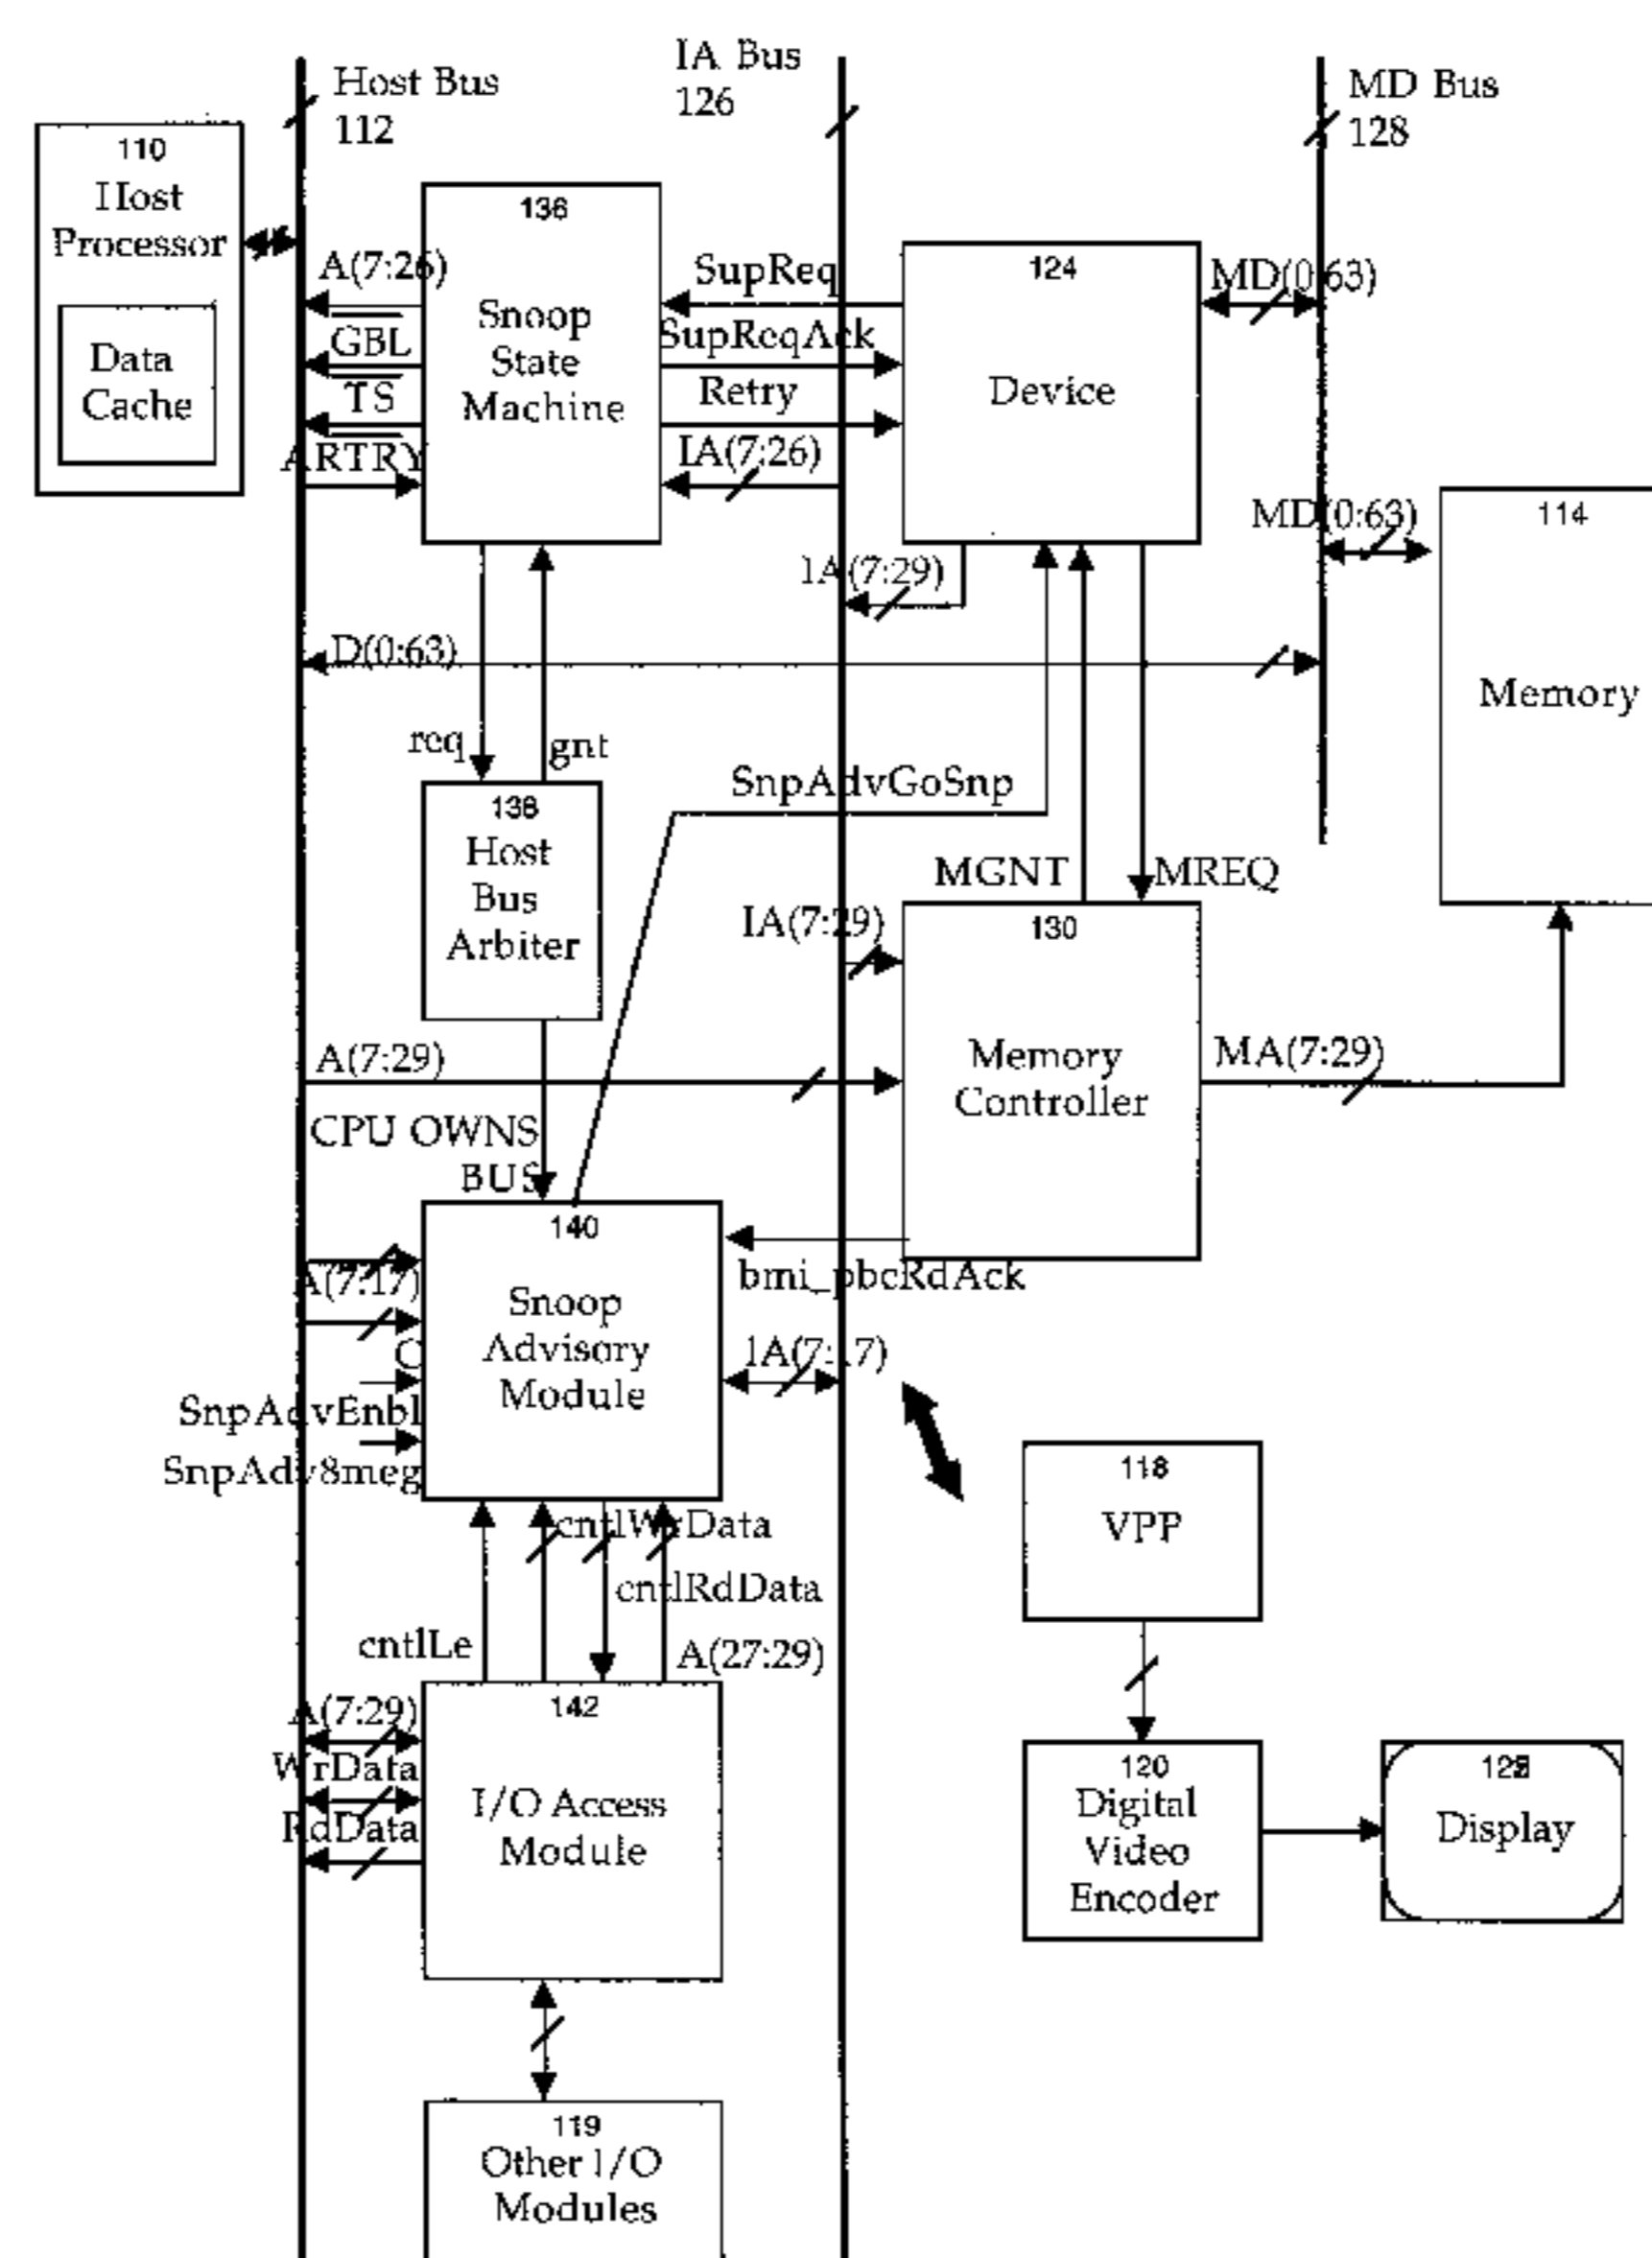 Host Bus
112
IA Bus
126
MD Bus
128
110
Host
Processor
Data
Cache
136
Snoop
State
Machine
A(7:26)
GBL
TS
ARTRY
SupReq
SupReqAck
Retry
IA(7:26)
124
Device
MD(0:63)
MD(0:63)
114
Memory
IA(7:29)
D(0:63)
req
gnt
138
Host
Bus
Arbiter
SnpAdvGoSnp
MGNT
MREQ
IA(7:29)
130
Memory
Controller
MA(7:29)
A(7:29)
CPU OWNS
BUS
140
Snoop
Advisory
Module
bmi_pbcRdAck
A(7:17)
C
SnpAdvEnbl
SnpAdv8meg
IA(7:17)
118
VPP
cntlWrData
cntlRdData
cntlLe
A(27:29)
142
I/O Access
Module
A(7:29)
WrData
RdData
120
Digital
Video
Encoder
Display
119
Other I/O
Modules